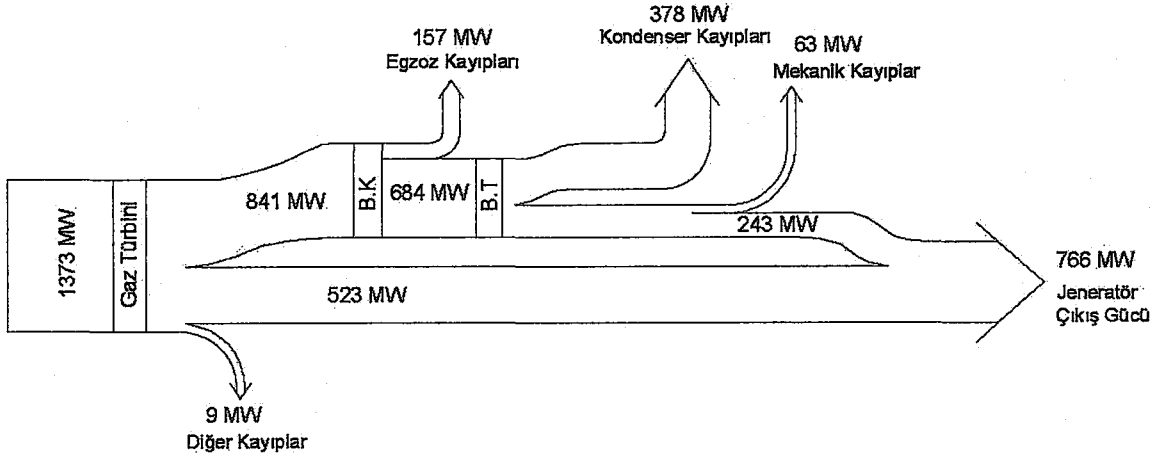 378 MW
Kondenser Kayıpları
157 MW
Egzoz Kayıpları
63 MW
Mekanik Kayıplar
1373 MW
Gaz Türbini
841 MW
B.K
684 MW
B.T
243 MW
523 MW
766 MW
Jeneratör
Çıkış Gücü
9 MW
Diğer Kayıplar